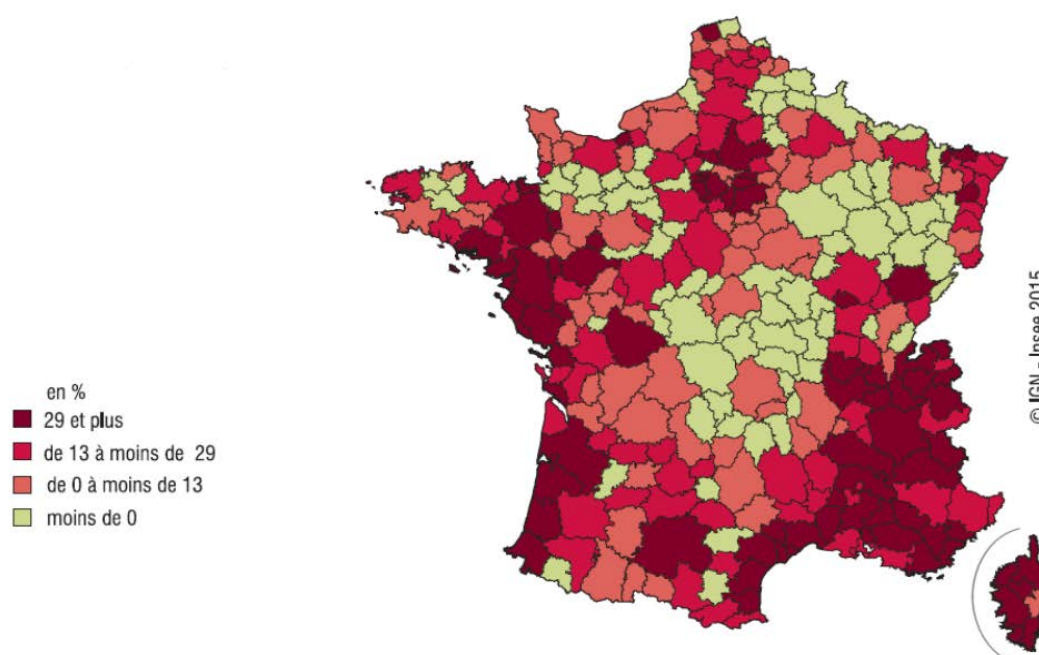 en %
29 et plus
de 13 à moins de 29
de 0 à moins de 13
moins de 0
© IGN - Insee 2015